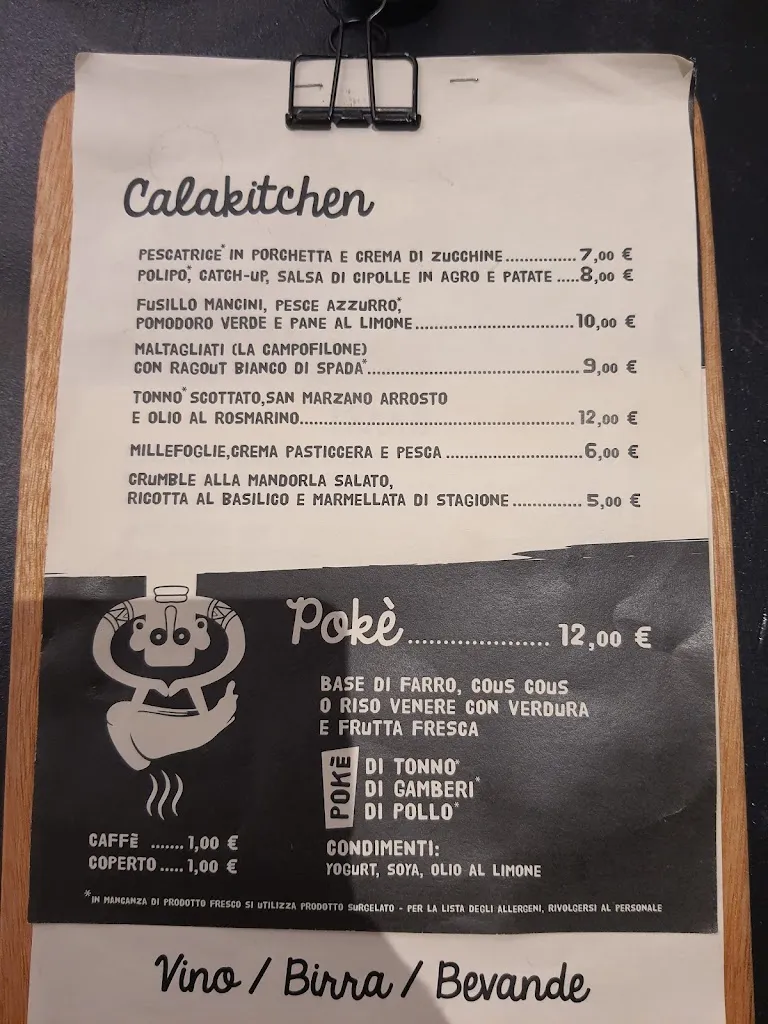 Calakitchen
PESCATRICE* IN PORCHETTA E CREMA DI ZUCCHINE...............7,00 €
POLIPO*, CATCH-UP, SALSA DI CIPOLLE IN AGRO E PATATE .....8,00 €
FUSILLO MANCINI, PESCE AZZURRO*,
POMODORO VERDE E PANE AL LIMONE..................................10,00 €
MALTAGLIATI (LA CAMPOFILONE)
CON RAGOUT BIANCO DI SPADA*.............................................9,00 €
TONNO* SCOTTATO,SAN MARZANO ARROSTO
E OLIO AL ROSMARINO..........................................................12,00 €
MILLEFOGLIE,CREMA PASTICCERA E PESCA .............................6,00 €
CRUMBLE ALLA MANDORLA SALATO,
RICOTTA AL BASILICO E MARMELLATA DI STAGIONE .............. 5,00 €
Pokè.................... 12,00 €
BASE DI FARRO, COUS COUS
O RISO VENERE CON VERDURA
E FRUTTA FRESCA
POKÈ
DI TONNO*
DI GAMBERI*
DI POLLO*
CONDIMENTI:
YOGURT, SOYA, OLIO AL LIMONE
CAFFÈ .......1,00 €
COPERTO .....1,00 €
*IN MANCANZA DI PRODOTTO FRESCO SI UTILIZZA PRODOTTO SURGELATO - PER LA LISTA DEGLI ALLERGENI, RIVOLGERSI AL PERSONALE
Vino / Birra / Bevande